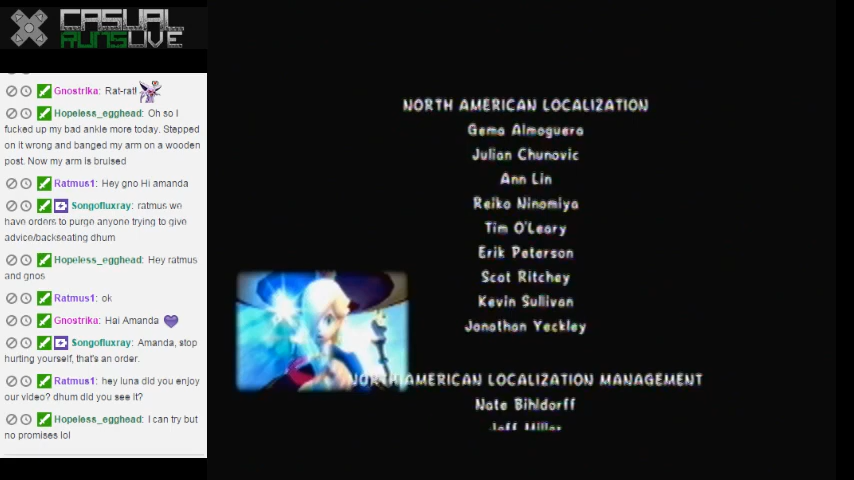 CASUAL
RUNSLIVE
Gnostrlka: Rat-rat!
Hopeless_egghead: Oh so I
fucked up my bad ankle more today. Stepped
on it wrong and banged my arm on a wooden
post. Now my arm is bruised
Ratmus1: Hey gno Hi amanda
Songofluxray: ratmus we
have orders to purge anyone trying to give
advice/backseating dhum
Hopeless_egghead: Hey ratmus
and gnos
Ratmus1: ok
Gnostrlka: Hai Amanda
Songofluxray: Amanda, stop
hurting yourself, that's an order.
Ratmus1: hey luna did you enjoy
our video? dhum did you see it?
Hopeless_egghead: I can try but
no promises lol
NORTH AMERICAN LOCALIZATION
Gema Almoguera
Julian Chunovic
Ann Lin
Reiko Ninomiya
Tim O'Leary
Erik Peterson
Scot Ritchey
Kevin Sullivan
Jonathan Yeckley
NORTH AMERICAN LOCALIZATION MANAGEMENT
Nate Bihldorff
Jeff Miller